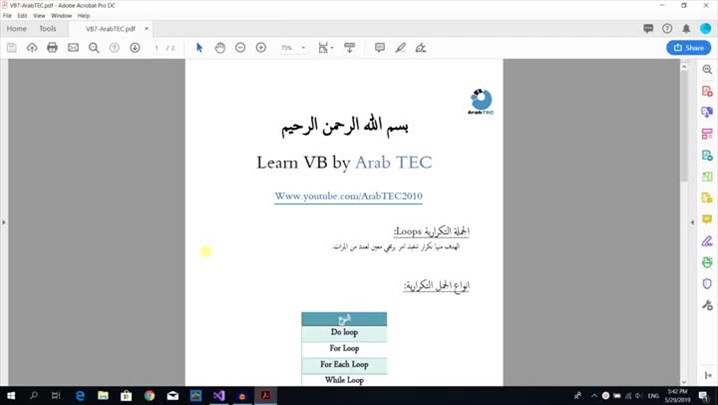 VB7-ArabTEC.pdf - Adobe Acrobat Pro DC
File Edit View Window Help
Home Tools VB7-ArabTEC.pdf ×
1 / 2 75% Share
ArabTEC
بسم الله الرحمن الرحيم
Learn VB by Arab TEC
Www.youtube.com/ArabTEC2010
الجملة التكرارية Loops:
الهدف منها تكرار تنفيذ امر برمجي معين لعدد من المرات.
انواع الجمل التكرارية:
النوع
Do loop
For Loop
For Each Loop
While Loop
ENG
5:42 PM
5/29/2019